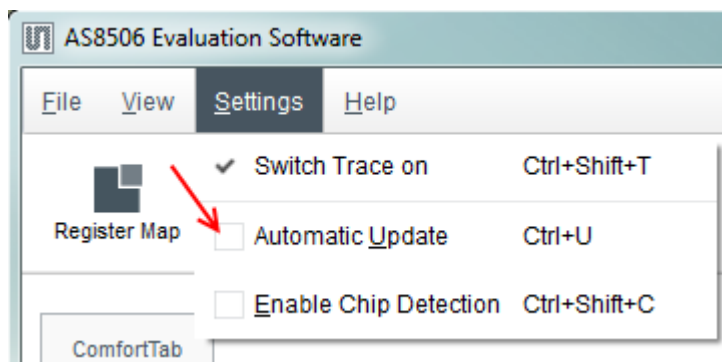 AS8506 Evaluation Software
File View Settings Help
Switch Trace on Ctrl+Shift+T
Register Map
Automatic Update Ctrl+U
Enable Chip Detection Ctrl+Shift+C
ComfortTab